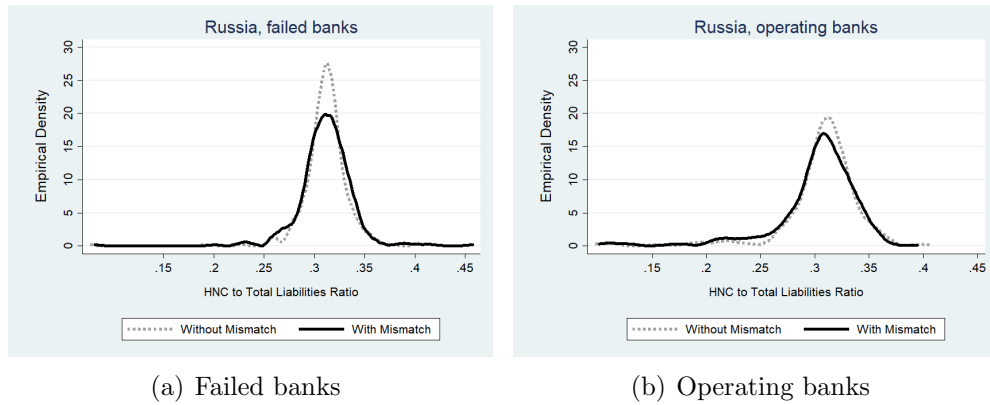 Russia, failed banks
30
25
20
15
10
5
0
Empirical Density
.15 .2 .25 .3 .35 .4 .45
HNC to Total Liabilities Ratio
Without Mismatch With Mismatch
(a) Failed banks
Russia, operating banks
30
25
20
15
10
5
0
Empirical Density
.15 .2 .25 .3 .35 .4 .45
HNC to Total Liabilities Ratio
Without Mismatch With Mismatch
(b) Operating banks